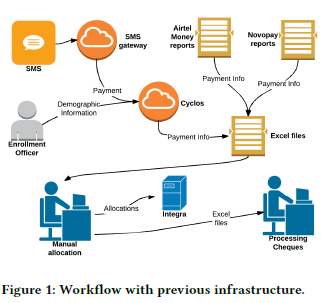 SMS
SMS
gateway
Airtel
Money
reports
Novopay
reports
Payment
Payment Info
Payment Info
Demographic
Information
Cyclos
Enrollment
Officer
Payment Info
Excel files
Allocations
Integra
Excel
files
Manual
allocation
Processing
Cheques
Figure 1: Workflow with previous infrastructure.